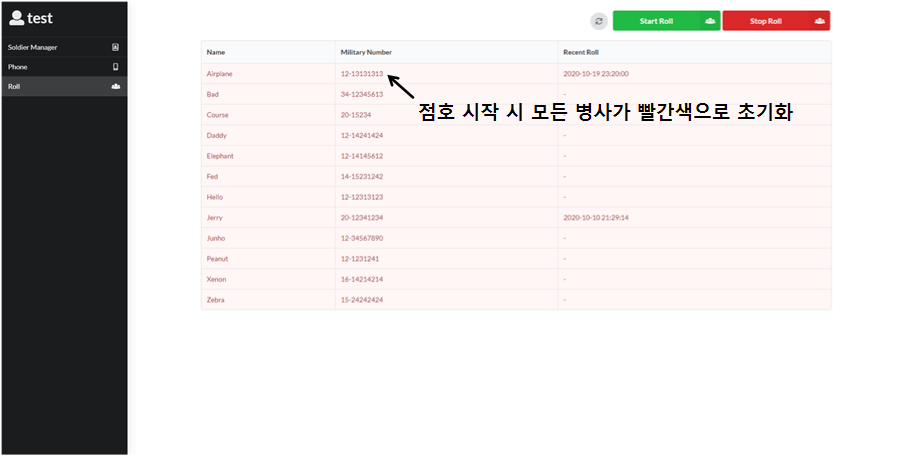 test
Start Roll
Stop Roll
Soldier Manager
Phone
Roll
Name Military Number Recent Roll
Airplane 12-13131313 2020-10-19 23:20:00
Bad 34-12345613 -
점호 시작 시 모든 병사가 빨간색으로 초기화
Course 20-15234
Daddy 12-14241424 -
Elephant 12-14145612 -
Fed 14-15231242 -
Hello 12-12313123 -
Jerry 20-12341234 2020-10-10 21:29:14
Junho 12-34567890 -
Peanut 12-1231241 -
Xenon 16-14214214 -
Zebra 15-24242424 -